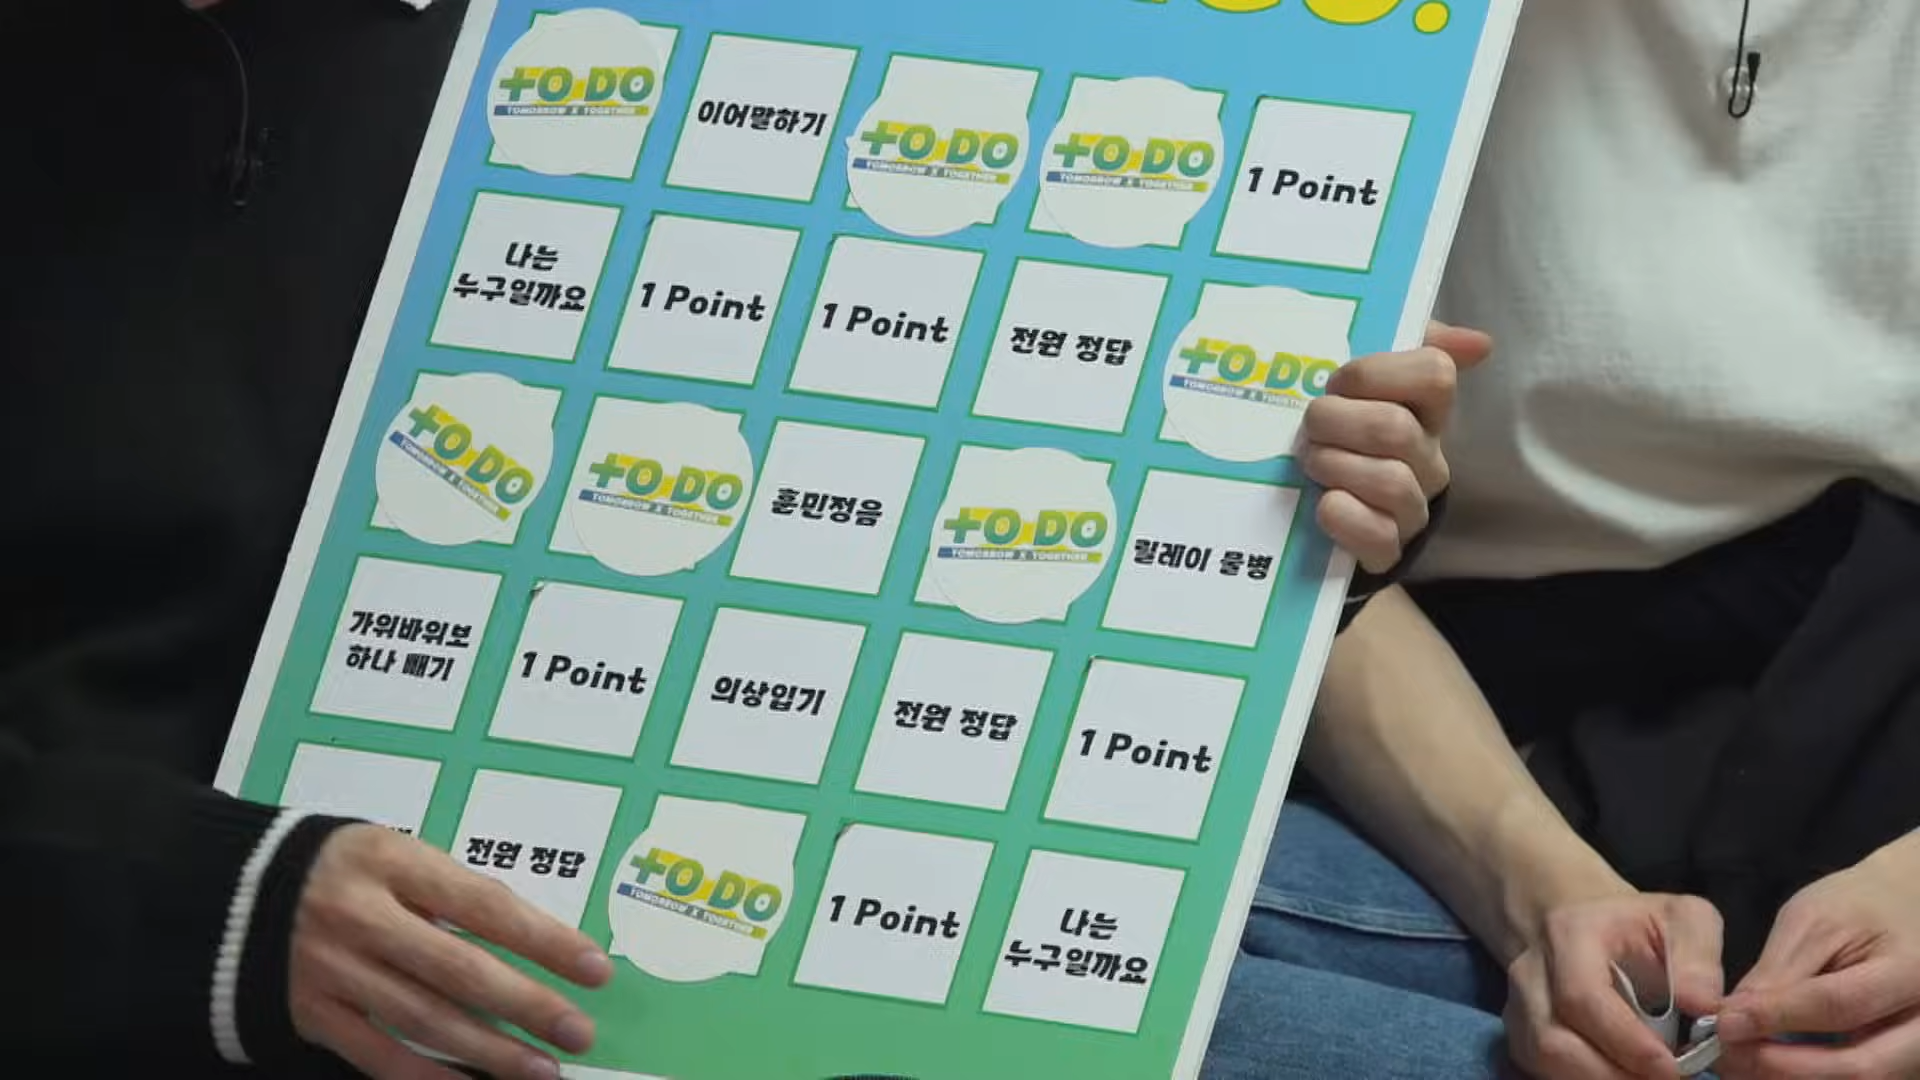 +O DO
TOMORROW X TOGETHER
이어말하기
+O DO
TOMORROW X TOGETHER
+O DO
TOMORROW X TOGETHER
1 Point
나는
누구일까요
1 Point
1 Point
전원 정답
+O DO
TOMORROW X TOGETHER
+O DO
TOMORROW X TOGETHER
+O DO
TOMORROW X TOGETHER
훈민정음
+O DO
TOMORROW X TOGETHER
릴레이 물병
가위바위보
하나 빼기
1 Point
의상입기
전원 정답
1 Point
전원 정답
+O DO
TOMORROW X TOGETHER
1 Point
나는
누구일까요